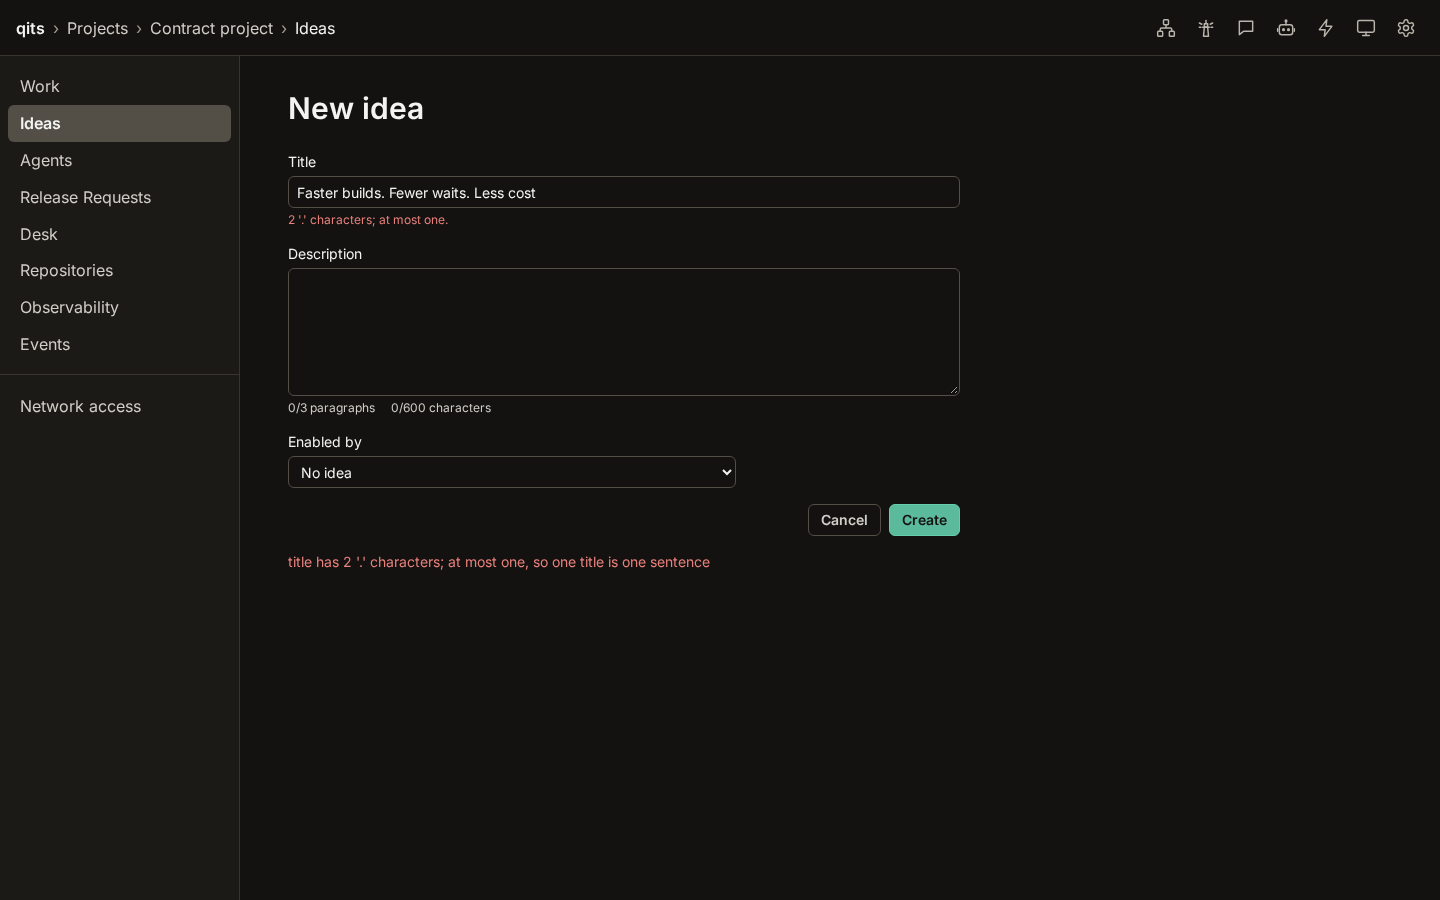 qits › Projects › Contract project › Ideas
Work
Ideas
Agents
Release Requests
Desk
Repositories
Observability
Events
Network access
New idea
Title
Faster builds. Fewer waits. Less cost
2 '.' characters; at most one.
Description
0/3 paragraphs 0/600 characters
Enabled by
No idea
Cancel Create
title has 2 '.' characters; at most one, so one title is one sentence